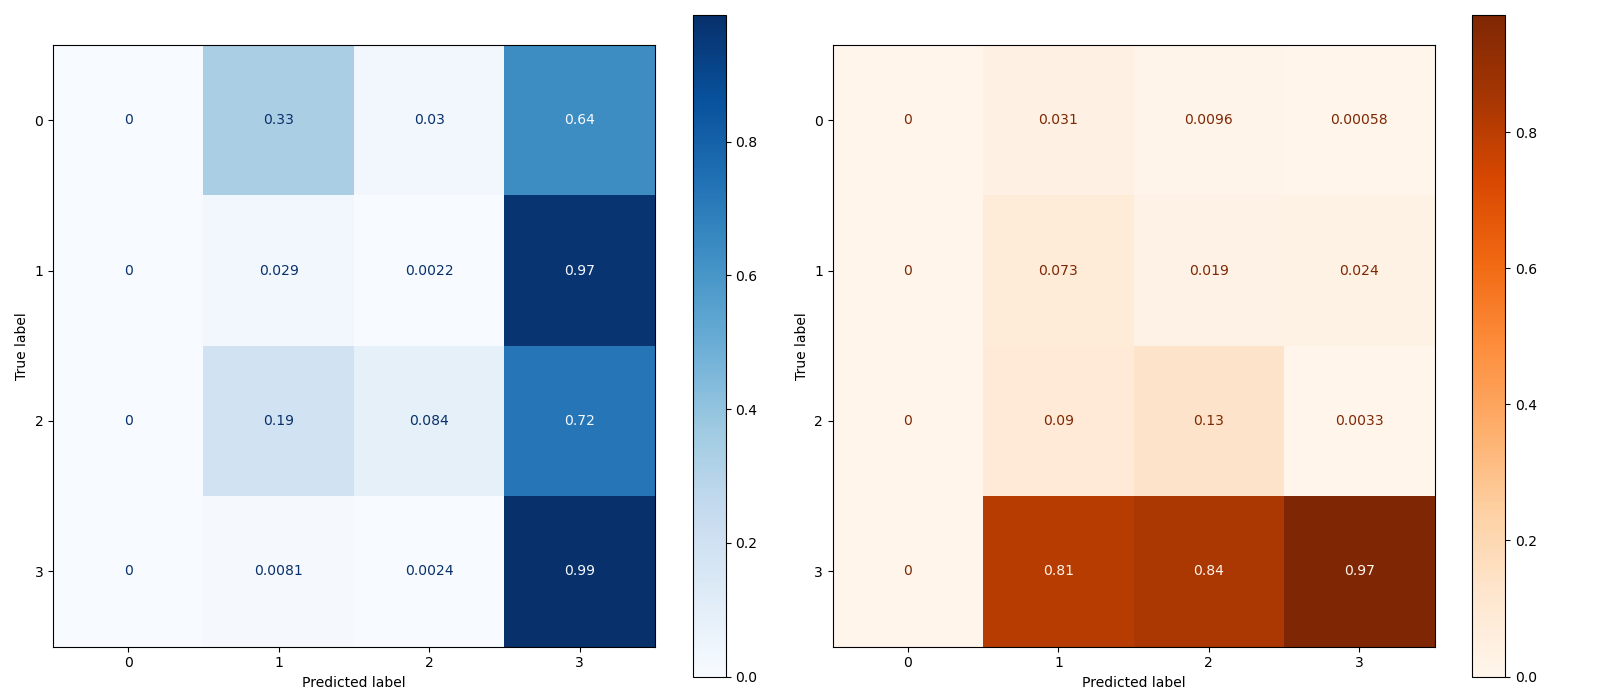 0 0 0.33 0.03 0.64
1 0 0.029 0.0022 0.97
2 0 0.19 0.084 0.72
3 0 0.0081 0.0024 0.99
0 1 2 3
Predicted label
True label
0.8
0.6
0.4
0.2
0.0
0 0 0.031 0.0096 0.00058
1 0 0.073 0.019 0.024
2 0 0.09 0.13 0.0033
3 0 0.81 0.84 0.97
0 1 2 3
Predicted label
True label
0.8
0.6
0.4
0.2
0.0